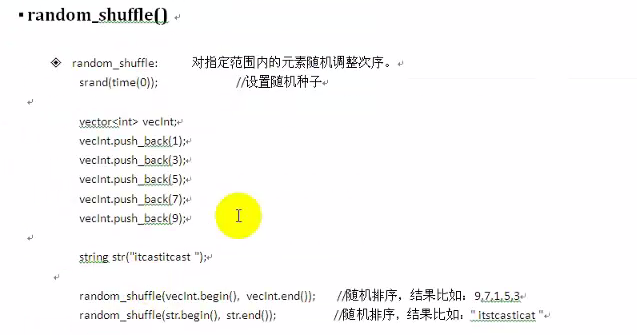 ▪ random_shuffle()
◈ random_shuffle: 对指定范围内的元素随机调整次序。
srand(time(0)); //设置随机种子
vector<int> vecInt;
vecInt.push_back(1);
vecInt.push_back(3);
vecInt.push_back(5);
vecInt.push_back(7);
vecInt.push_back(9);
string str("itcastitcast ");
random_shuffle(vecInt.begin(), vecInt.end()); //随机排序，结果比如：9,7,1,5,3
random_shuffle(str.begin(), str.end()); //随机排序，结果比如：" itstcasticat "